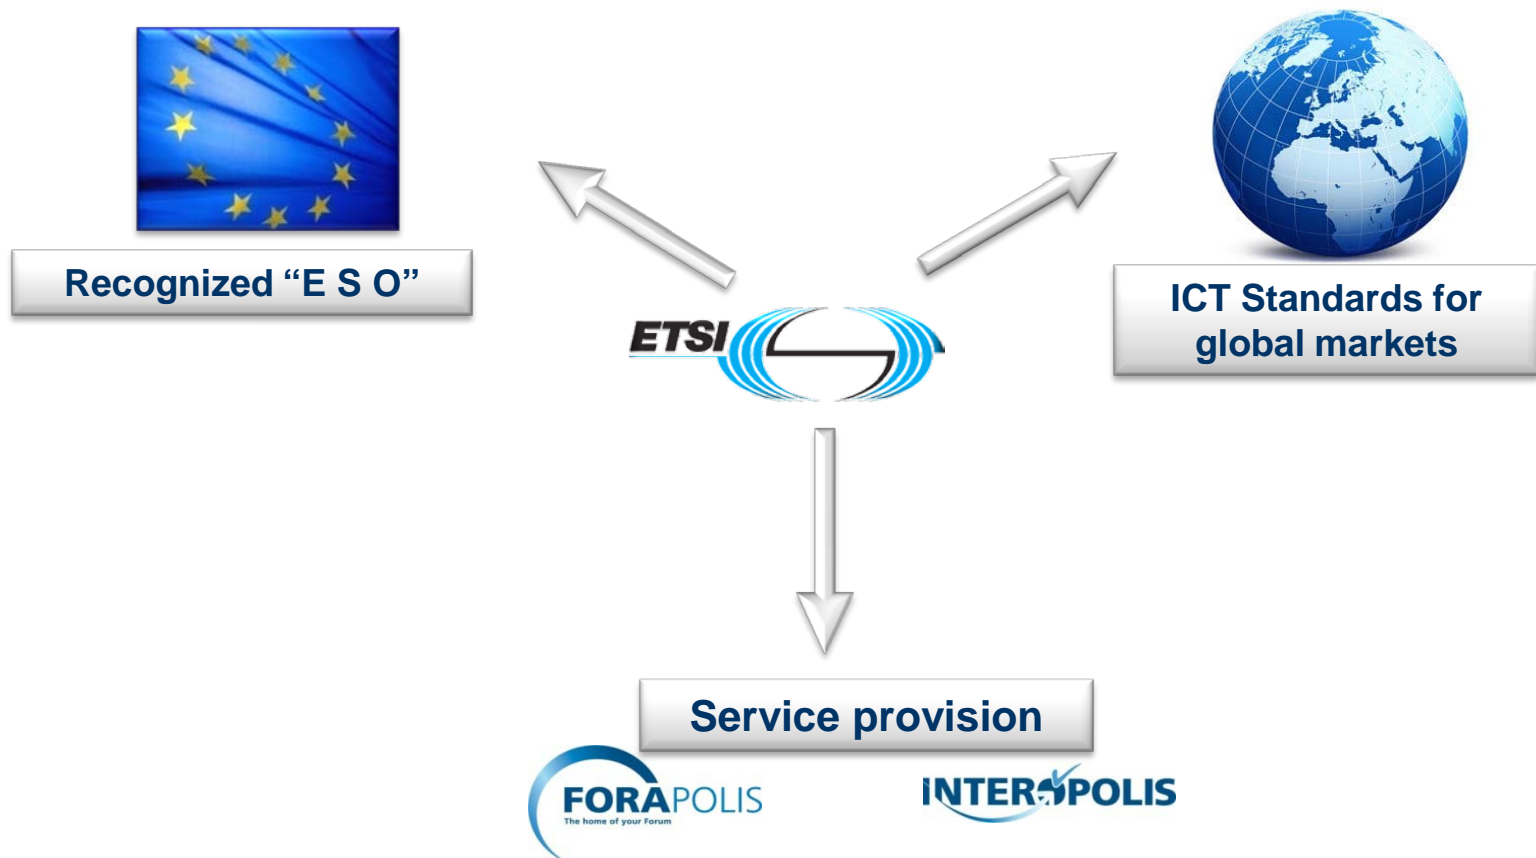 Recognized “E S O”
ICT Standards for
global markets
ETSI
Service provision
FORAPOLIS
The home of your Forum
INTEROPOLIS